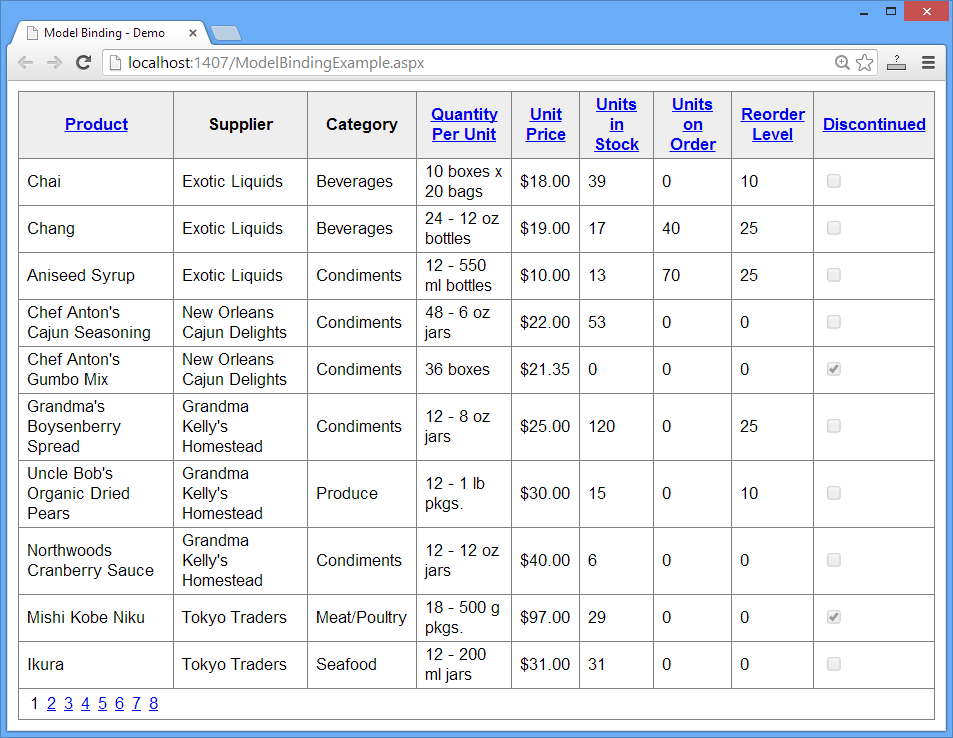 Model Binding - Demo
localhost:1407/ModelBindingExample.aspx
Product Supplier Category Quantity Per Unit Unit Price Units in Stock Units on Order Reorder Level Discontinued
Chai Exotic Liquids Beverages 10 boxes x 20 bags $18.00 39 0 10
Chang Exotic Liquids Beverages 24 - 12 oz bottles $19.00 17 40 25
Aniseed Syrup Exotic Liquids Condiments 12 - 550 ml bottles $10.00 13 70 25
Chef Anton's Cajun Seasoning New Orleans Cajun Delights Condiments 48 - 6 oz jars $22.00 53 0 0
Chef Anton's Gumbo Mix New Orleans Cajun Delights Condiments 36 boxes $21.35 0 0 0
Grandma's Boysenberry Spread Grandma Kelly's Homestead Condiments 12 - 8 oz jars $25.00 120 0 25
Uncle Bob's Organic Dried Pears Grandma Kelly's Homestead Produce 12 - 1 lb pkgs. $30.00 15 0 10
Northwoods Cranberry Sauce Grandma Kelly's Homestead Condiments 12 - 12 oz jars $40.00 6 0 0
Mishi Kobe Niku Tokyo Traders Meat/Poultry 18 - 500 g pkgs. $97.00 29 0 0
Ikura Tokyo Traders Seafood 12 - 200 ml jars $31.00 31 0 0
1 2 3 4 5 6 7 8